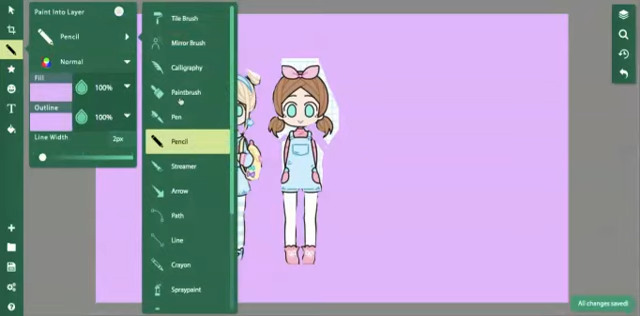 Paint Into Layer
Pencil
Normal
Fill
100%
Outline
100%
Line Width
2px
Tile Brush
Mirror Brush
Calligraphy
Paintbrush
Pen
Pencil
Streamer
Arrow
Path
Line
Crayon
Spraypaint
T
All changes saved!